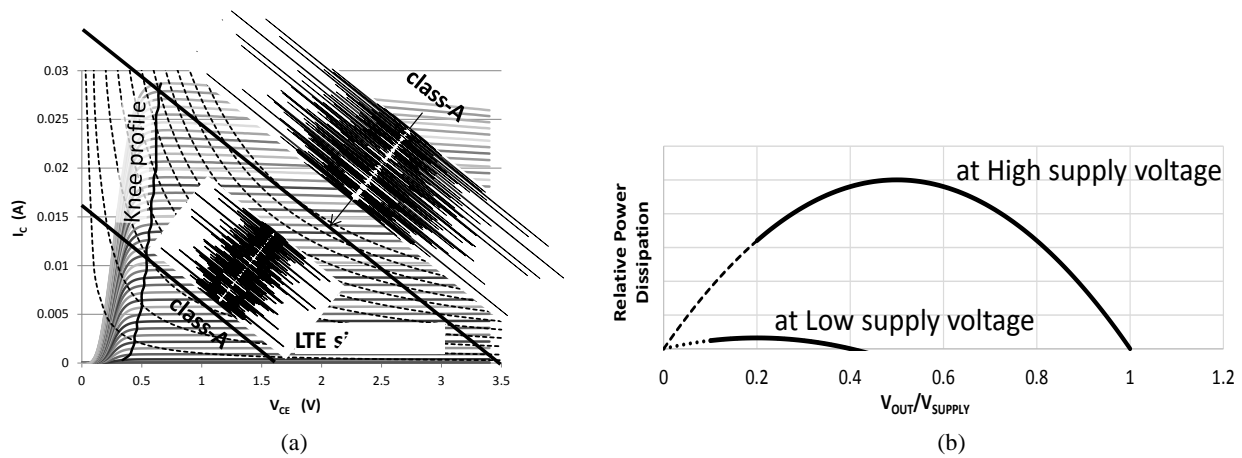 0.03
0.025
0.02
0.015
0.01
0.005
0
I_C (A)
Knee profile
class-A
class-A
LTE
0 0.5 1 1.5 2 2.5 3 3.5
V_CE (V)
(a)
Relative Power
Dissipation
at High supply voltage
at Low supply voltage
0 0.2 0.4 0.6 0.8 1 1.2
V_OUT/V_SUPPLY
(b)